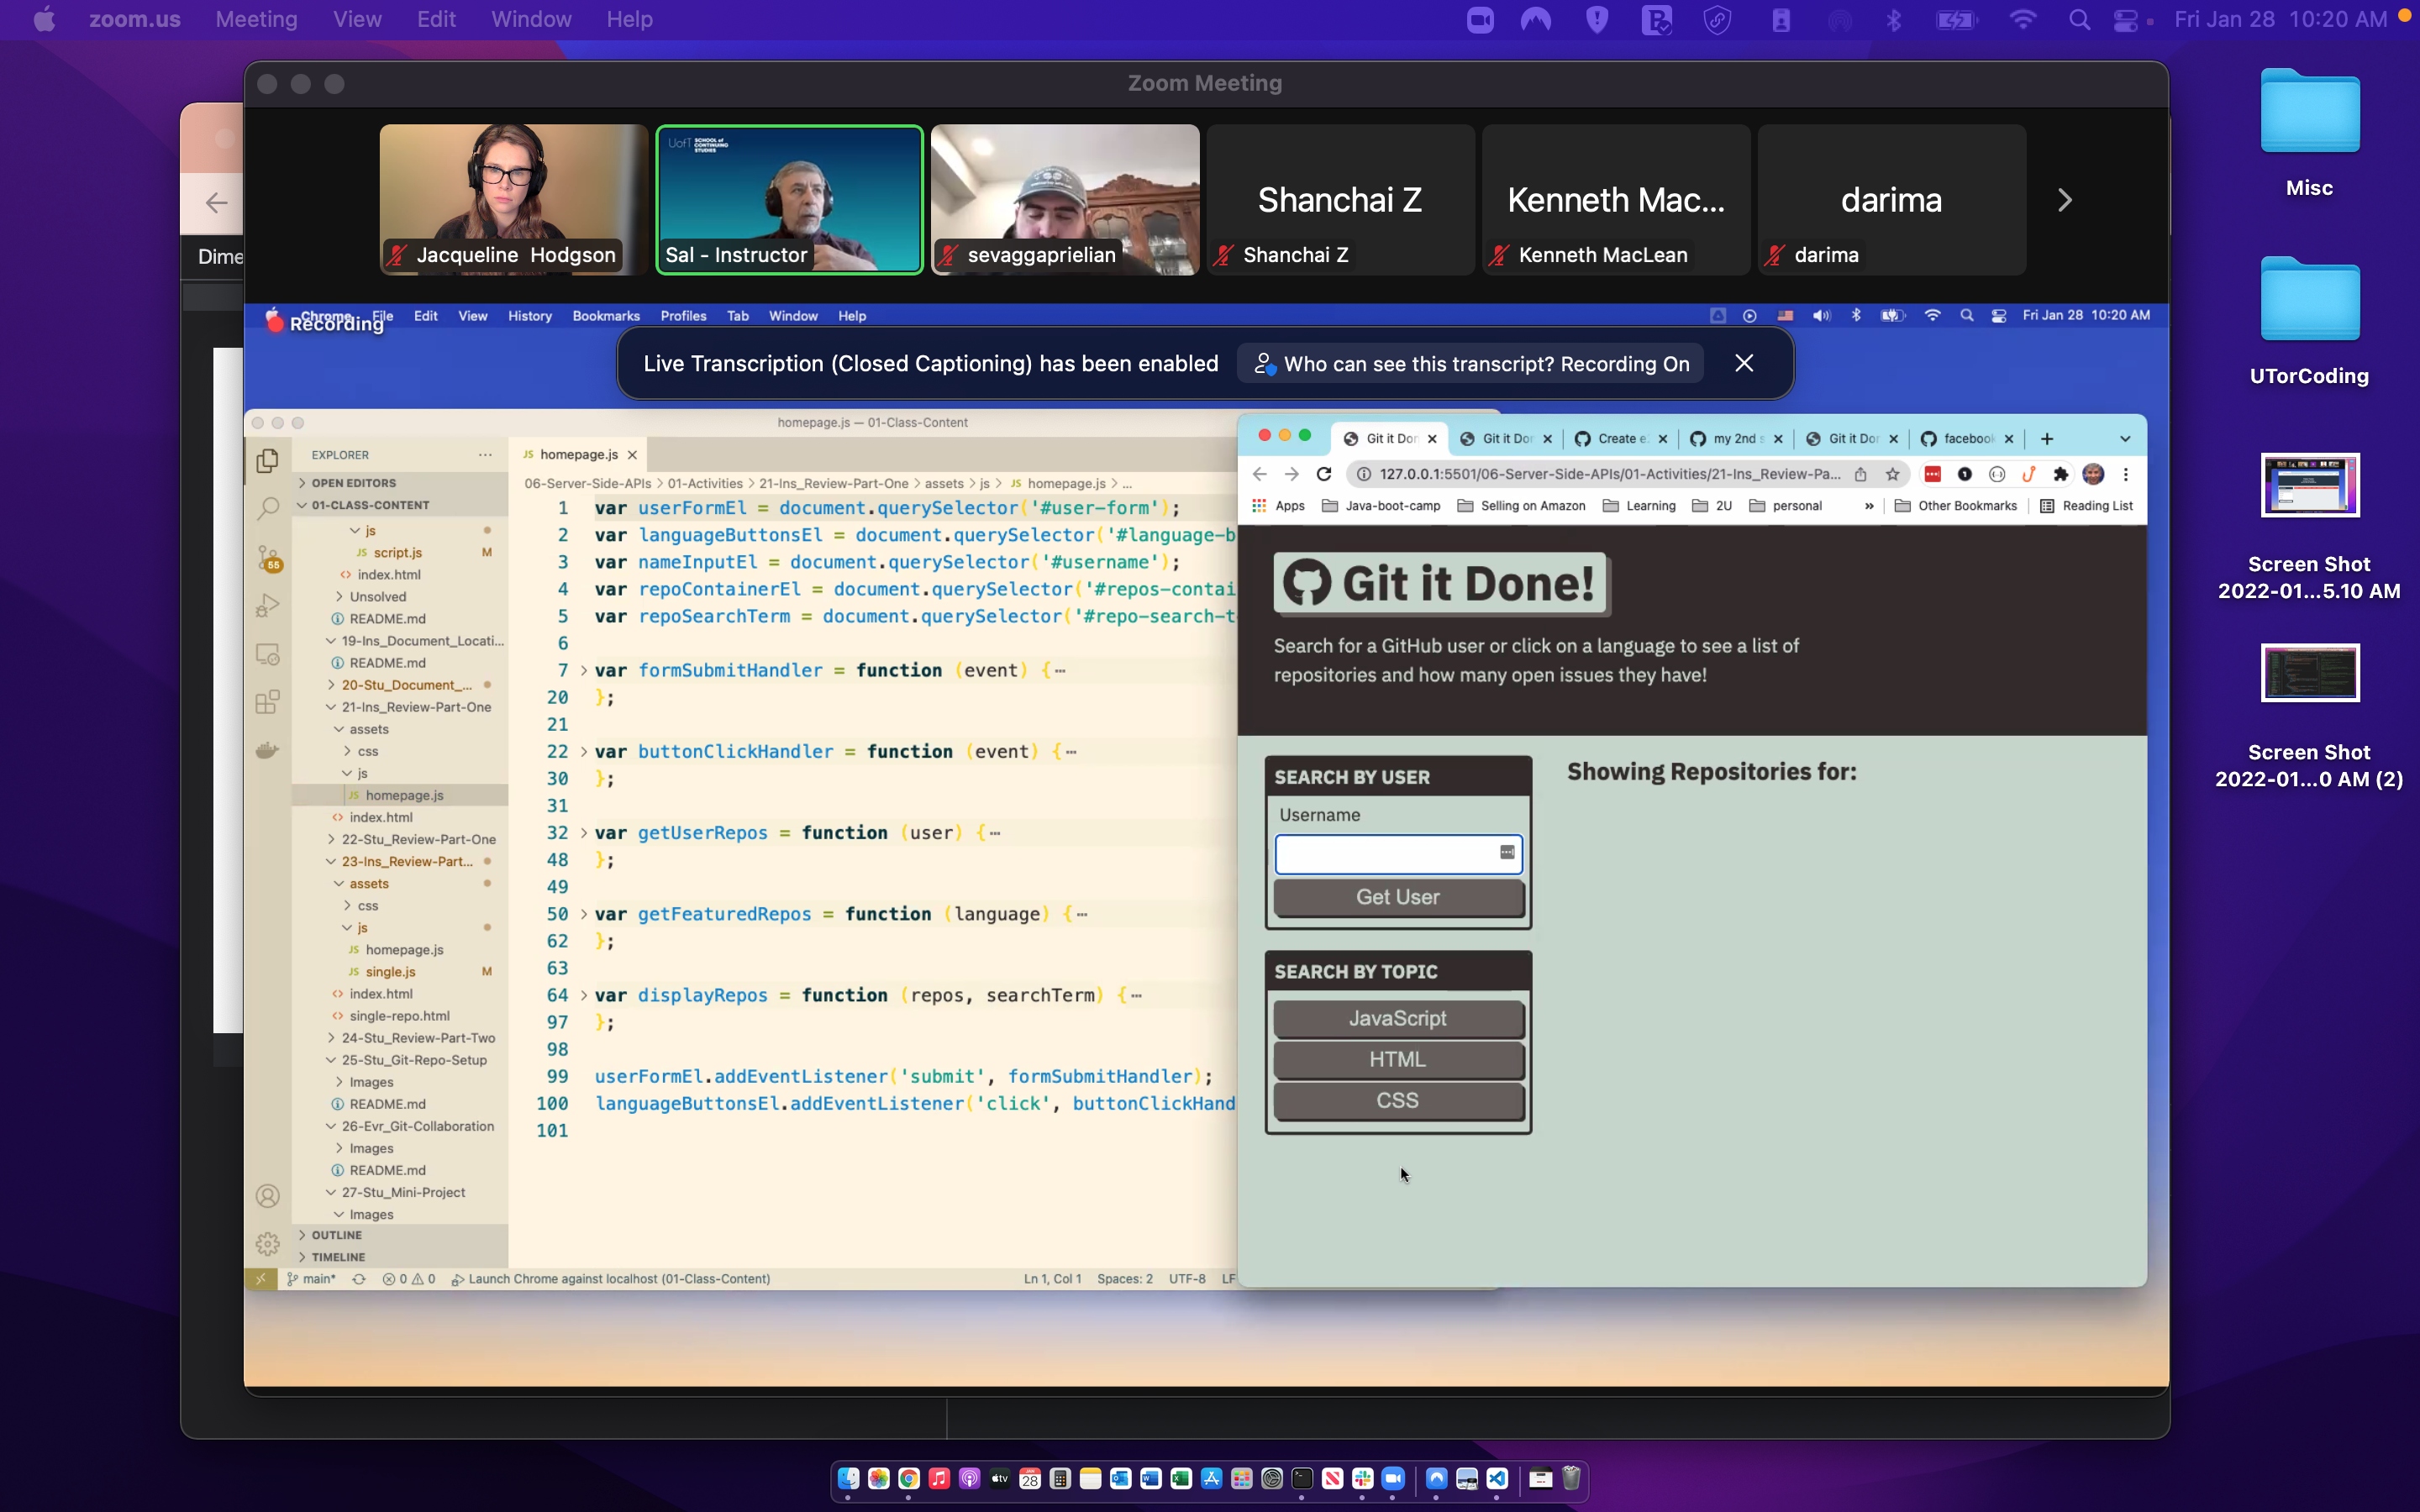 zoom.us Meeting View Edit Window Help
Fri Jan 28 10:20 AM
Zoom Meeting
Dime
UofT SCHOOL of CONTINUING STUDIES
Shanchai Z
Kenneth Mac...
darima
Jacqueline Hodgson
Sal - Instructor
sevaggaprielian
Shanchai Z
Kenneth MacLean
darima
Chrome File Edit View History Bookmarks Profiles Tab Window Help
Fri Jan 28 10:20 AM
Recording
Live Transcription (Closed Captioning) has been enabled
Who can see this transcript? Recording On
homepage.js — 01-Class-Content
EXPLORER
OPEN EDITORS
01-CLASS-CONTENT
js
script.js M
index.html
Unsolved
README.md
19-Ins_Document_Locati...
README.md
20-Stu_Document_...
21-Ins_Review-Part-One
assets
css
js
homepage.js
index.html
22-Stu_Review-Part-One
23-Ins_Review-Part...
assets
css
js
homepage.js
single.js M
index.html
single-repo.html
24-Stu_Review-Part-Two
25-Stu_Git-Repo-Setup
Images
README.md
26-Evr_Git-Collaboration
Images
README.md
27-Stu_Mini-Project
Images
OUTLINE
TIMELINE
55
JS homepage.js
06-Server-Side-APIs > 01-Activities > 21-Ins_Review-Part-One > assets > js > JS homepage.js > ...
1 var userFormEl = document.querySelector('#user-form');
2 var languageButtonsEl = document.querySelector('#language-b
3 var nameInputEl = document.querySelector('#username');
4 var repoContainerEl = document.querySelector('#repos-contai
5 var repoSearchTerm = document.querySelector('#repo-search-t
6
7 var formSubmitHandler = function (event) {⋯
20 };
21
22 var buttonClickHandler = function (event) {⋯
30 };
31
32 var getUserRepos = function (user) {⋯
48 };
49
50 var getFeaturedRepos = function (language) {⋯
62 };
63
64 var displayRepos = function (repos, searchTerm) {⋯
97 };
98
99 userFormEl.addEventListener('submit', formSubmitHandler);
100 languageButtonsEl.addEventListener('click', buttonClickHand
101
main* 0 0 Launch Chrome against localhost (01-Class-Content)
Ln 1, Col 1 Spaces: 2 UTF-8 LF
Git it Dor
Git it Dor
Create e
my 2nd s
Git it Dor
facebook
127.0.0.1:5501/06-Server-Side-APIs/01-Activities/21-Ins_Review-Pa...
Apps Java-boot-camp Selling on Amazon Learning 2U personal » Other Bookmarks Reading List
Git it Done!
Search for a GitHub user or click on a language to see a list of
repositories and how many open issues they have!
SEARCH BY USER
Username
Get User
SEARCH BY TOPIC
JavaScript
HTML
CSS
Showing Repositories for:
Misc
UTorCoding
Screen Shot
2022-01...5.10 AM
Screen Shot
2022-01...0 AM (2)
tv
JAN
28